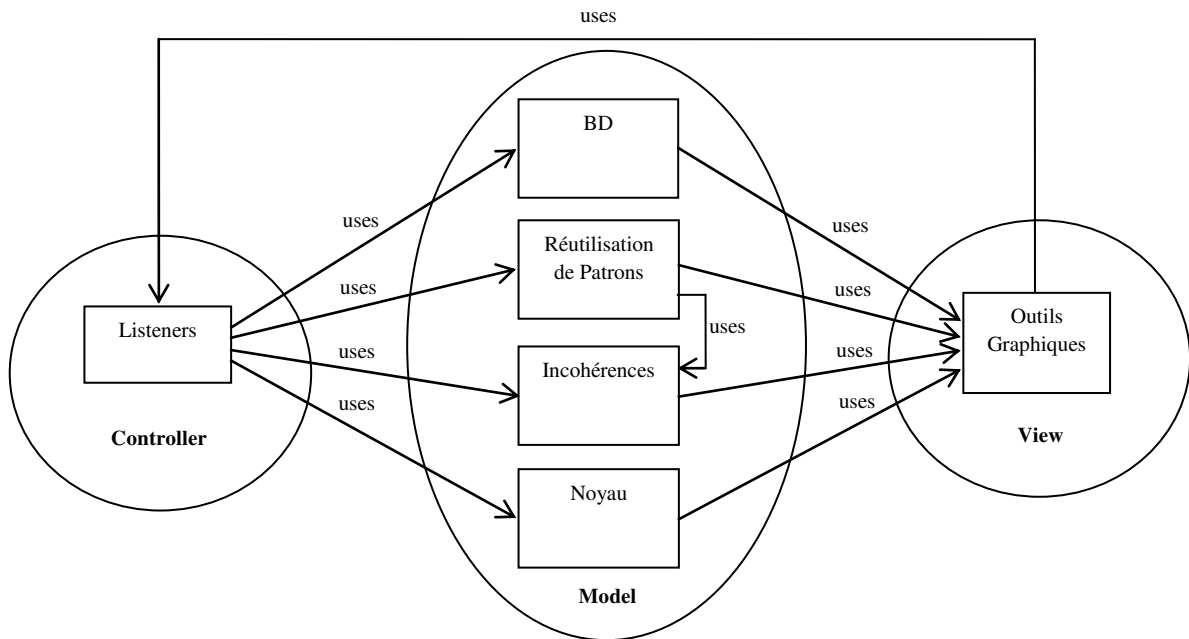 uses
BD
uses
uses
Réutilisation
de Patrons
uses
uses
uses
Listeners
Outils
Graphiques
uses
Incohérences
uses
uses
uses
Controller
View
Noyau
Model